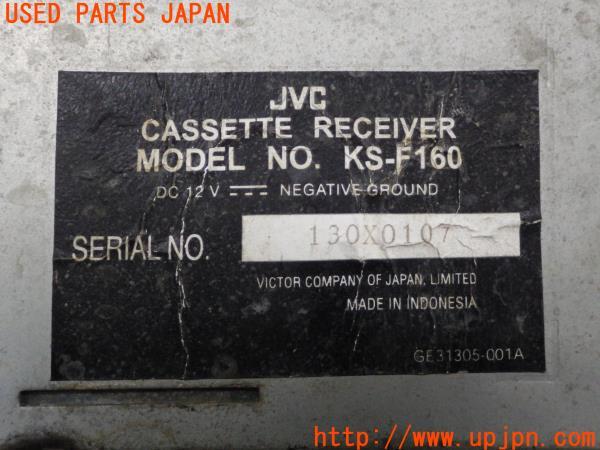 USED PARTS JAPAN
JVC
CASSETTE RECEIVER
MODEL NO. KS-F160
DC 12 V NEGATIVE GROUND
SERIAL NO. 130X0107
VICTOR COMPANY OF JAPAN, LIMITED
MADE IN INDONESIA
GE31305-001A
http://www.upjpn.com/